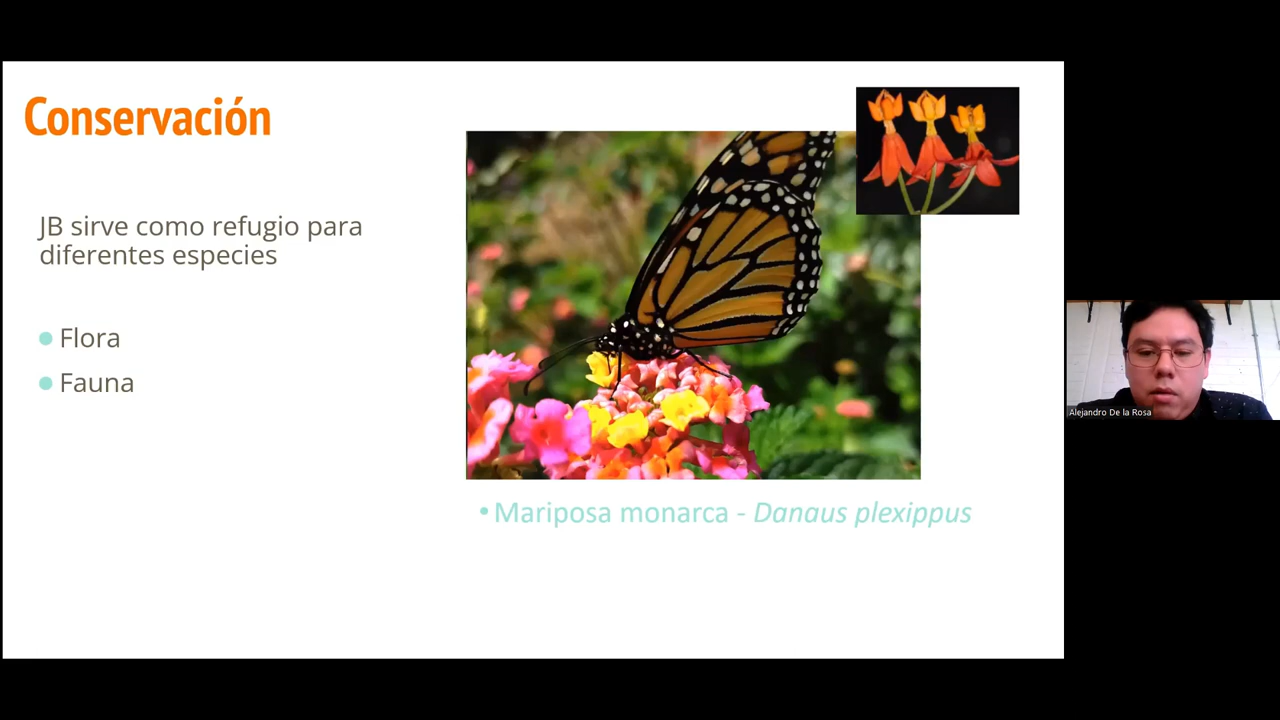 Conservación
JB sirve como refugio para
diferentes especies
● Flora
● Fauna
• Mariposa monarca - Danaus plexippus
Alejandro De la Rosa